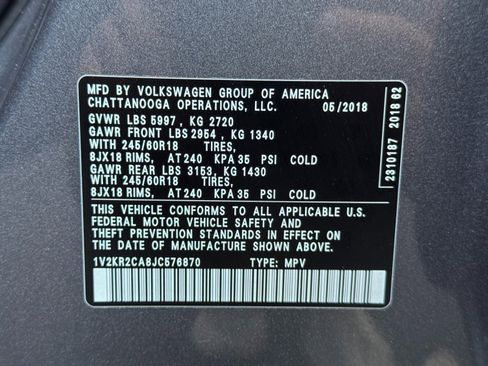 MFD BY VOLKSWAGEN GROUP OF AMERICA
CHATTANOOGA OPERATIONS, LLC. 05/2018
GVWR LBS 5997, KG 2720
GAWR FRONT LBS 2954, KG 1340
WITH 245/60R18 TIRES,
8JX18 RIMS, AT 240 KPA 35 PSI COLD
GAWR REAR LBS 3153, KG 1430
WITH 245/60R18 TIRES,
8JX18 RIMS, AT 240 KPA 35 PSI COLD
THIS VEHICLE CONFORMS TO ALL APPLICABLE U.S.
FEDERAL MOTOR VEHICLE SAFETY AND
THEFT PREVENTION STANDARDS IN EFFECT ON THE
DATE OF MANUFACTURE SHOWN ABOVE.
1V2KR2CA8JC576870 TYPE: MPV
2310187 2018 62